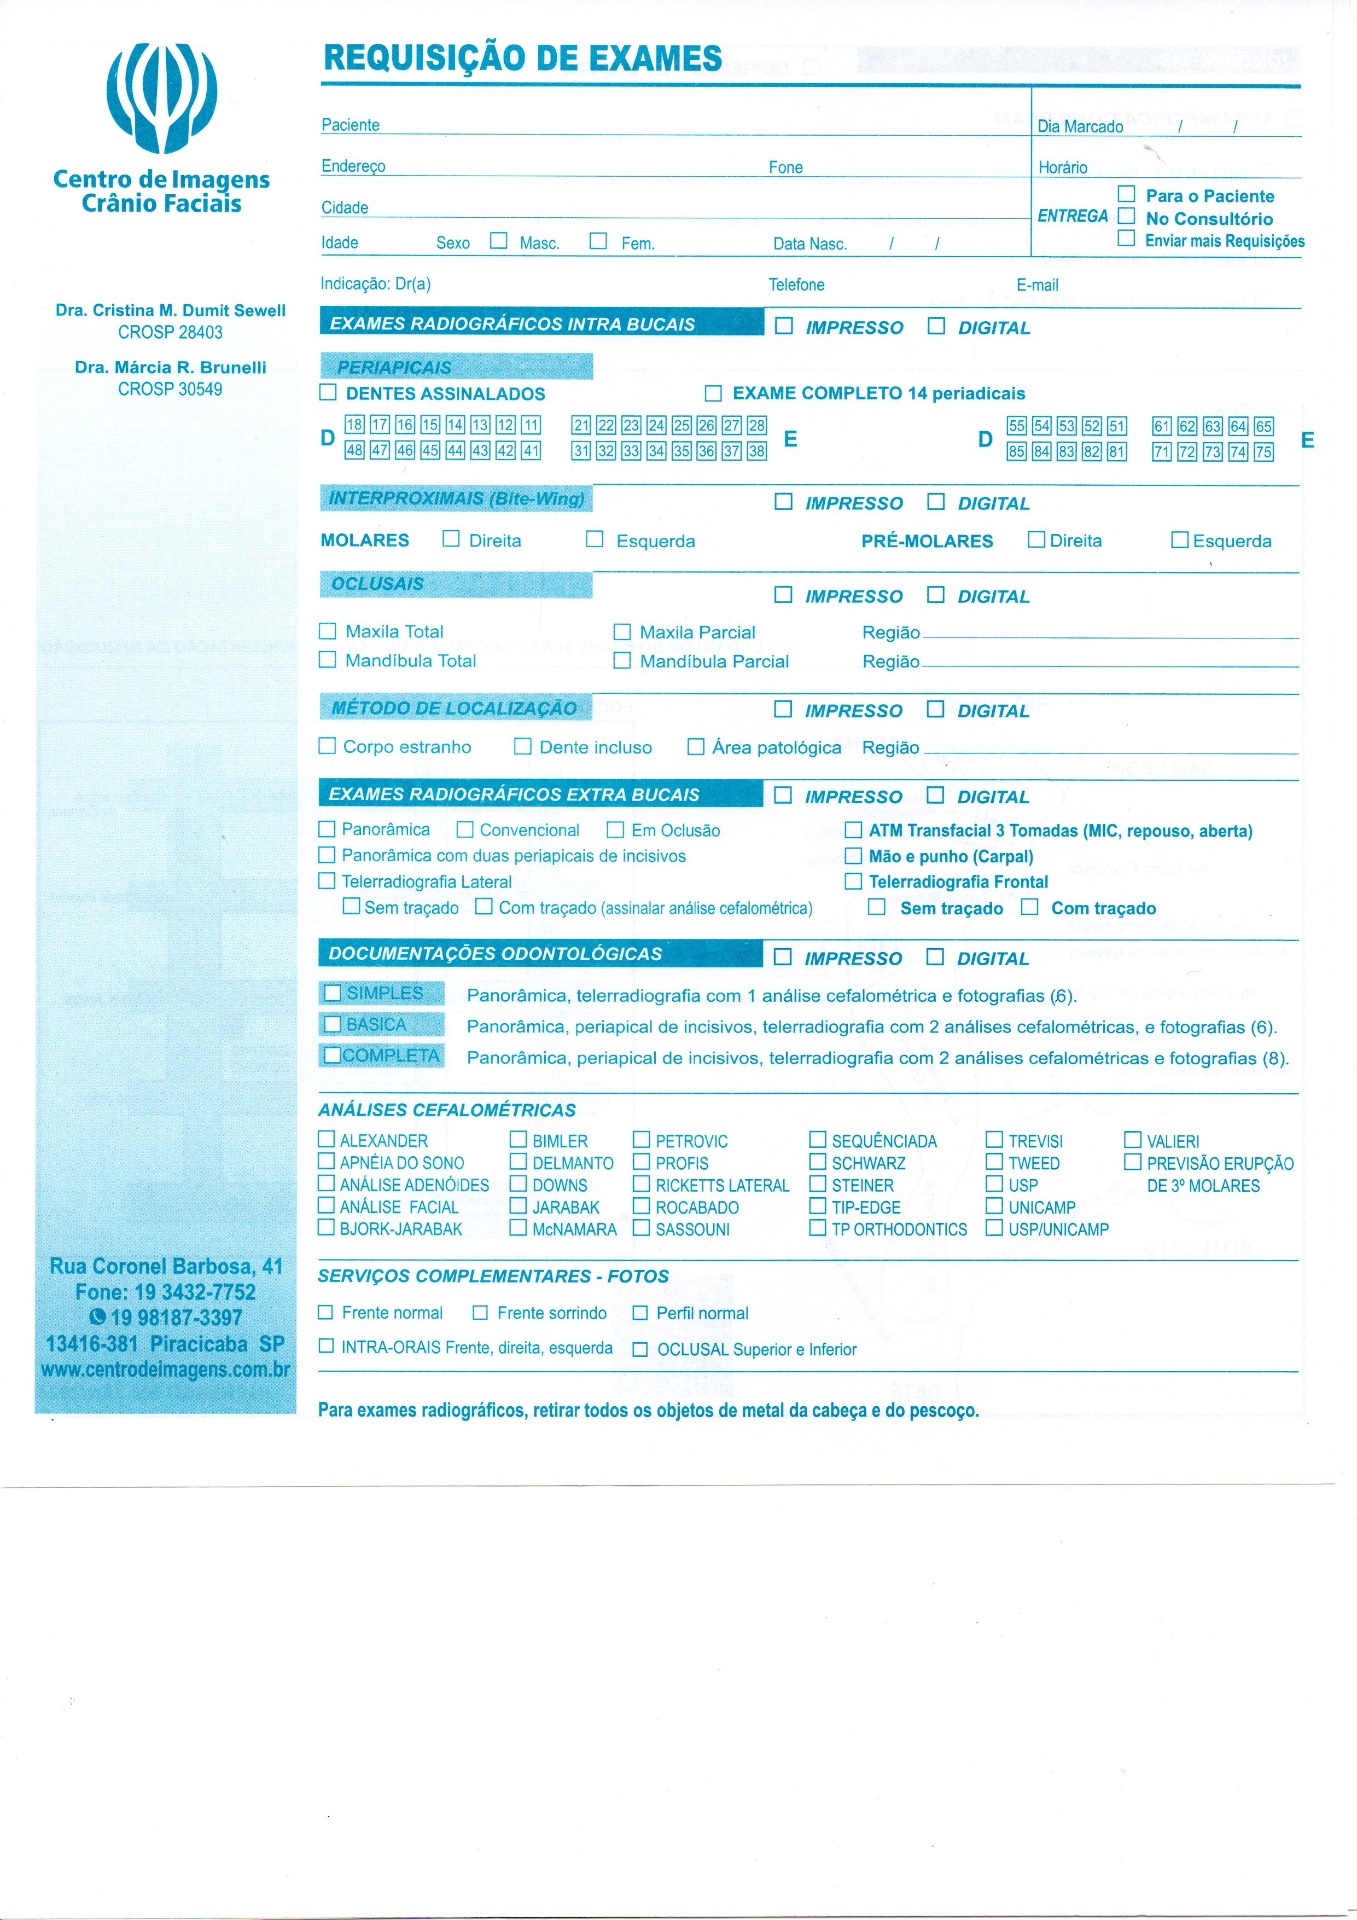 REQUISIÇÃO DE EXAMES
Centro de Imagens
Crânio Faciais
Paciente
Dia Marcado / /
Endereço Fone Horário
Cidade
ENTREGA
Para o Paciente
No Consultório
Enviar mais Requisições
Idade Sexo Masc. Fem. Data Nasc. / /
Indicação: Dr(a) Telefone E-mail
Dra. Cristina M. Dumit Sewell
CROSP 28403
Dra. Márcia R. Brunelli
CROSP 30549
EXAMES RADIOGRÁFICOS INTRA BUCAIS IMPRESSO DIGITAL
PERIAPICAIS
DENTES ASSINALADOS EXAME COMPLETO 14 periadicais
18 17 16 15 14 13 12 11 21 22 23 24 25 26 27 28 55 54 53 52 51 61 62 63 64 65
D E D E
48 47 46 45 44 43 42 41 31 32 33 34 35 36 37 38 85 84 83 82 81 71 72 73 74 75
INTERPROXIMAIS (Bite-Wing) IMPRESSO DIGITAL
MOLARES Direita Esquerda PRÉ-MOLARES Direita Esquerda
OCLUSAIS IMPRESSO DIGITAL
Maxila Total Maxila Parcial Região
Mandíbula Total Mandíbula Parcial Região
MÉTODO DE LOCALIZAÇÃO IMPRESSO DIGITAL
Corpo estranho Dente incluso Área patológica Região
EXAMES RADIOGRÁFICOS EXTRA BUCAIS IMPRESSO DIGITAL
Panorâmica Convencional Em Oclusão ATM Transfacial 3 Tomadas (MIC, repouso, aberta)
Panorâmica com duas periapicais de incisivos Mão e punho (Carpal)
Telerradiografia Lateral Telerradiografia Frontal
Sem traçado Com traçado (assinalar análise cefalométrica) Sem traçado Com traçado
DOCUMENTAÇÕES ODONTOLÓGICAS IMPRESSO DIGITAL
SIMPLES Panorâmica, telerradiografia com 1 análise cefalométrica e fotografias (6).
BASICA Panorâmica, periapical de incisivos, telerradiografia com 2 análises cefalométricas, e fotografias (6).
COMPLETA Panorâmica, periapical de incisivos, telerradiografia com 2 análises cefalométricas e fotografias (8).
ANÁLISES CEFALOMÉTRICAS
ALEXANDER BIMLER PETROVIC SEQUÊNCIADA TREVISI VALIERI
APNÉIA DO SONO DELMANTO PROFIS SCHWARZ TWEED PREVISÃO ERUPÇÃO
ANÁLISE ADENÓIDES DOWNS RICKETTS LATERAL STEINER USP DE 3º MOLARES
ANÁLISE FACIAL JARABAK ROCABADO TIP-EDGE UNICAMP
BJORK-JARABAK McNAMARA SASSOUNI TP ORTHODONTICS USP/UNICAMP
SERVIÇOS COMPLEMENTARES - FOTOS
Frente normal Frente sorrindo Perfil normal
INTRA-ORAIS Frente, direita, esquerda OCLUSAL Superior e Inferior
Rua Coronel Barbosa, 41
Fone: 19 3432-7752
19 98187-3397
13416-381 Piracicaba SP
www.centrodeimagens.com.br
Para exames radiográficos, retirar todos os objetos de metal da cabeça e do pescoço.